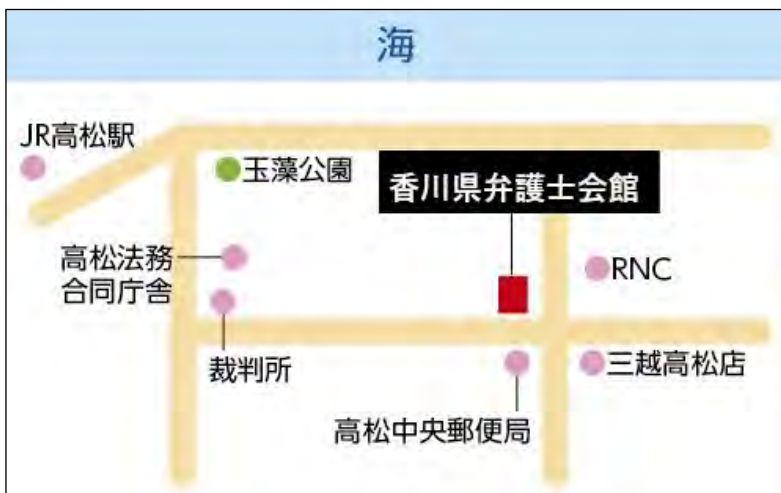 海
JR高松駅
玉藻公園
香川県弁護士会館
高松法務
合同庁舎
RNC
裁判所
三越高松店
高松中央郵便局